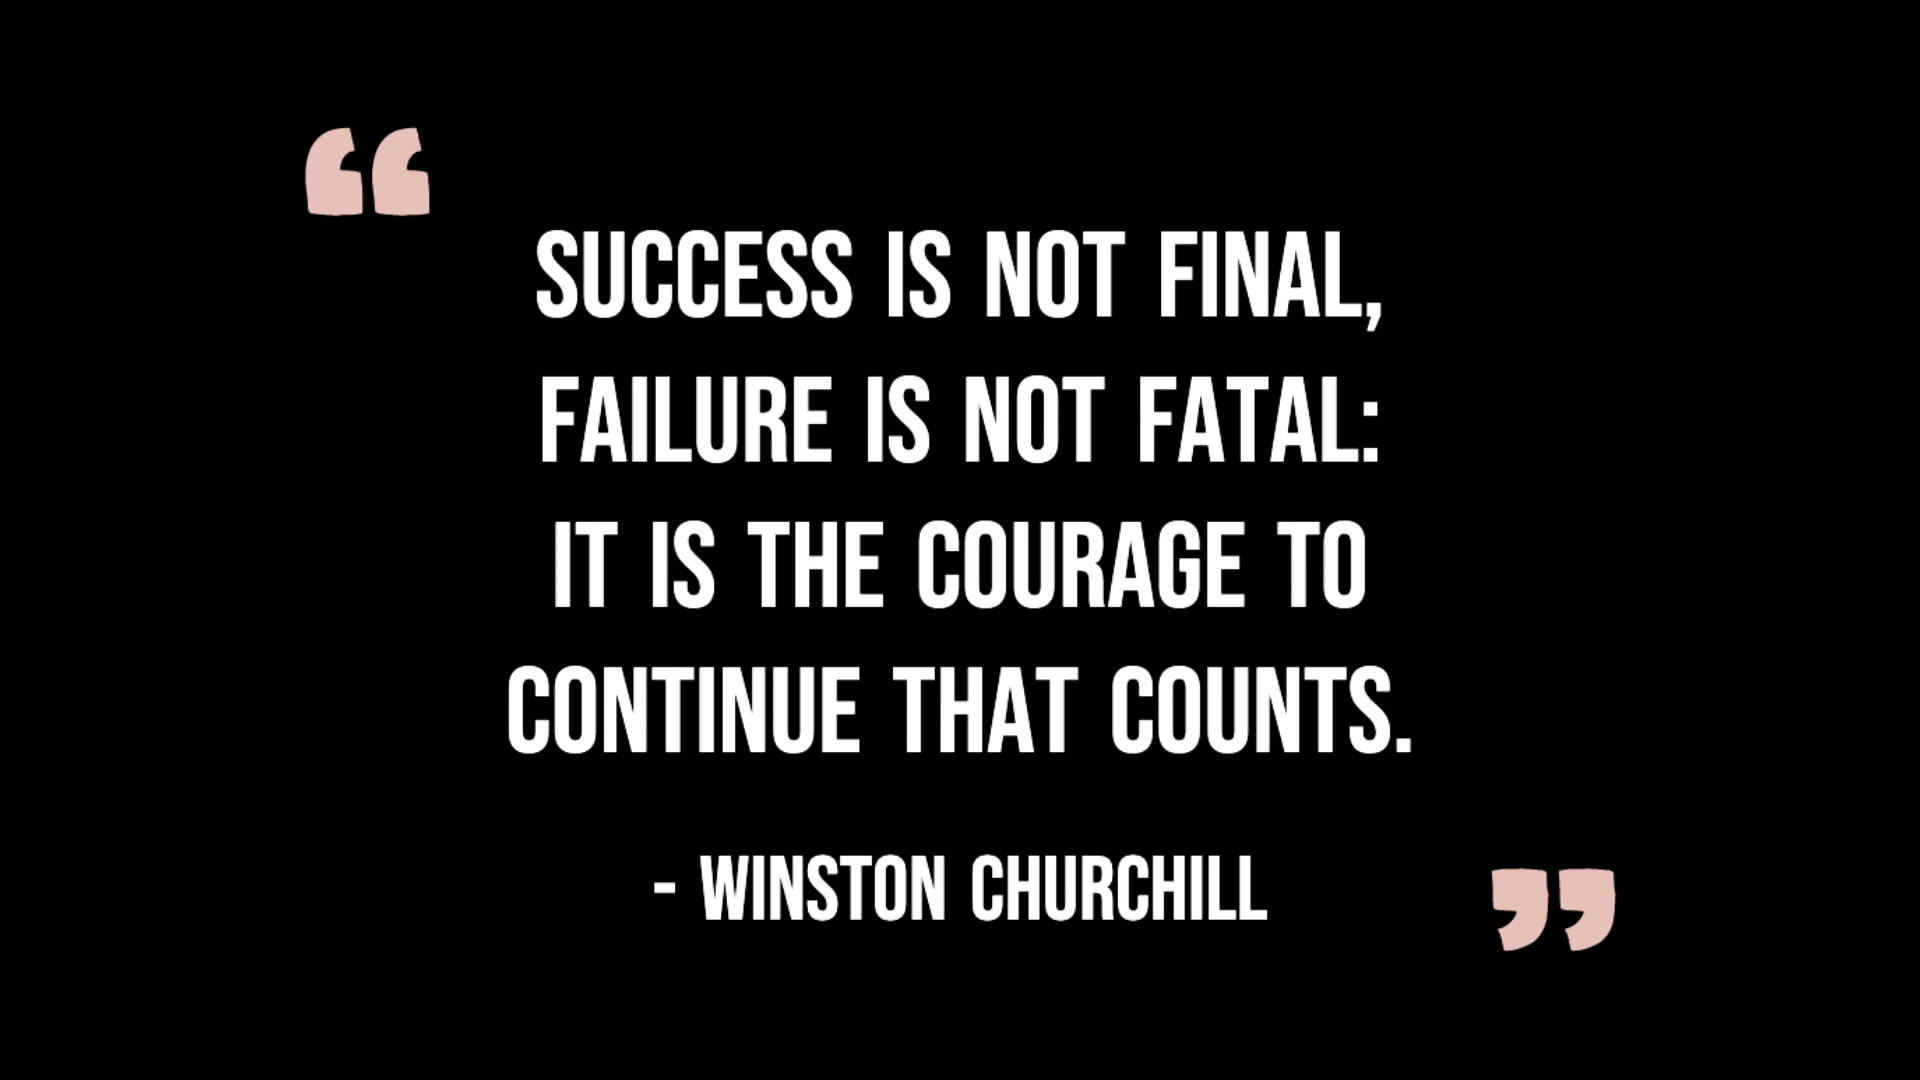 “
SUCCESS IS NOT FINAL,
FAILURE IS NOT FATAL:
IT IS THE COURAGE TO
CONTINUE THAT COUNTS.
- WINSTON CHURCHILL
”